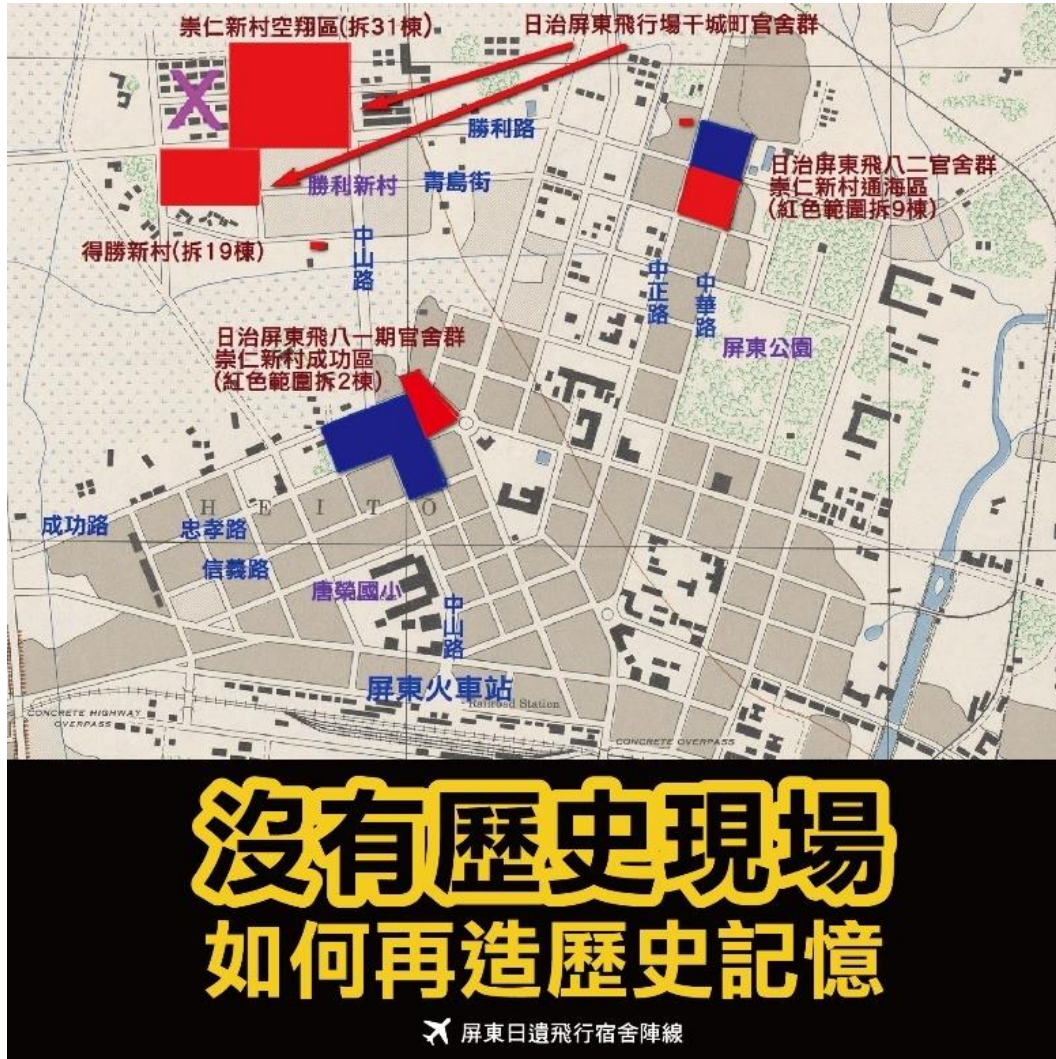 崇仁新村空翔區(拆31棟)
日治屏東飛行場干城町官舍群
勝利路
勝利新村
青島街
得勝新村(拆19棟)
中山路
日治屏東飛八二官舍群
崇仁新村通海區
(紅色範圍拆9棟)
中正路
中華路
屏東公園
日治屏東飛八一期官舍群
崇仁新村成功區
(紅色範圍拆2棟)
HEITO
成功路
忠孝路
信義路
唐榮國小
中山路
屏東火車站
Railroad Station
CONCRETE HIGHWAY
OVERPASS
CONCRETE OVERPASS
沒有歷史現場
如何再造歷史記憶
屏東日遺飛行宿舍陣線